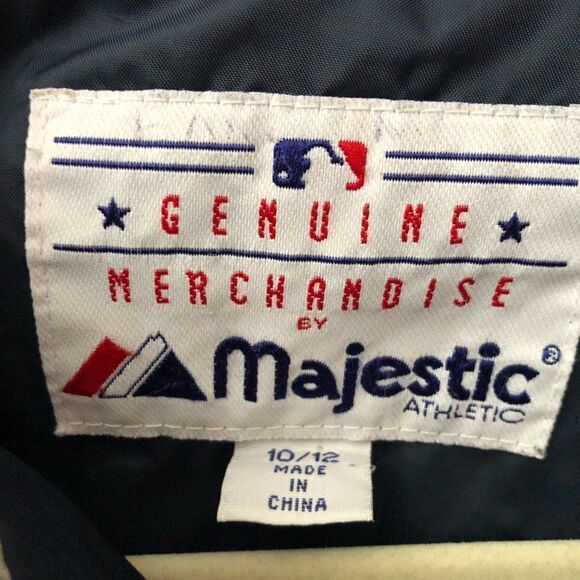 GENUINE
MERCHANDISE
BY
Majestic®
ATHLETIC
10/12
MADE
IN
CHINA